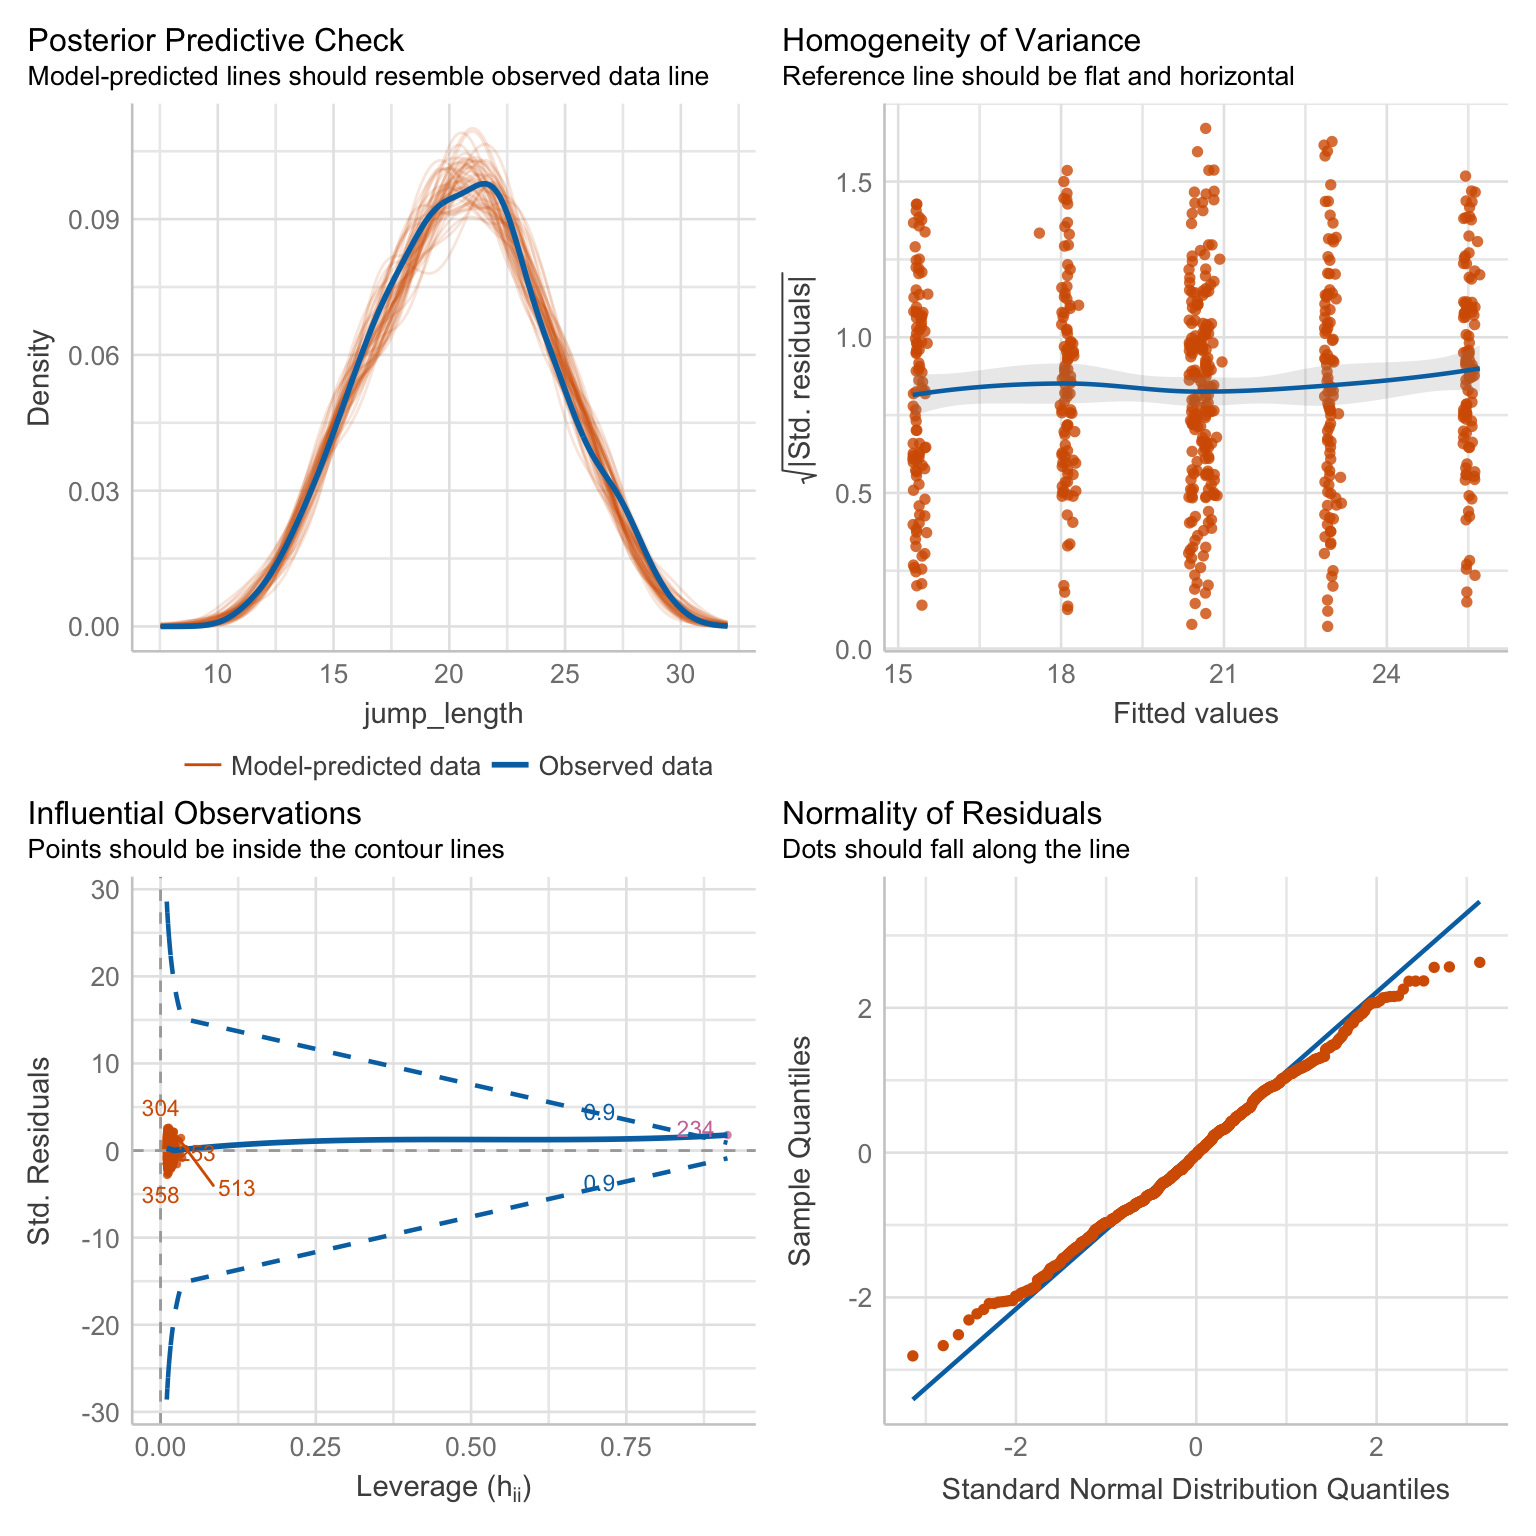 Posterior Predictive Check
Model-predicted lines should resemble observed data line
0.09
0.06
0.03
0.00
Density
10 15 20 25 30
jump_length
Model-predicted data Observed data
Homogeneity of Variance
Reference line should be flat and horizontal
1.5
1.0
0.5
0.0
√|Std. residuals|
15 18 21 24
Fitted values
Influential Observations
Points should be inside the contour lines
30
20
10
0
-10
-20
-30
Std. Residuals
304
513
358
234
0.9
0.9
0.00 0.25 0.50 0.75
Leverage (hii)
Normality of Residuals
Dots should fall along the line
2
0
-2
Sample Quantiles
-2 0 2
Standard Normal Distribution Quantiles